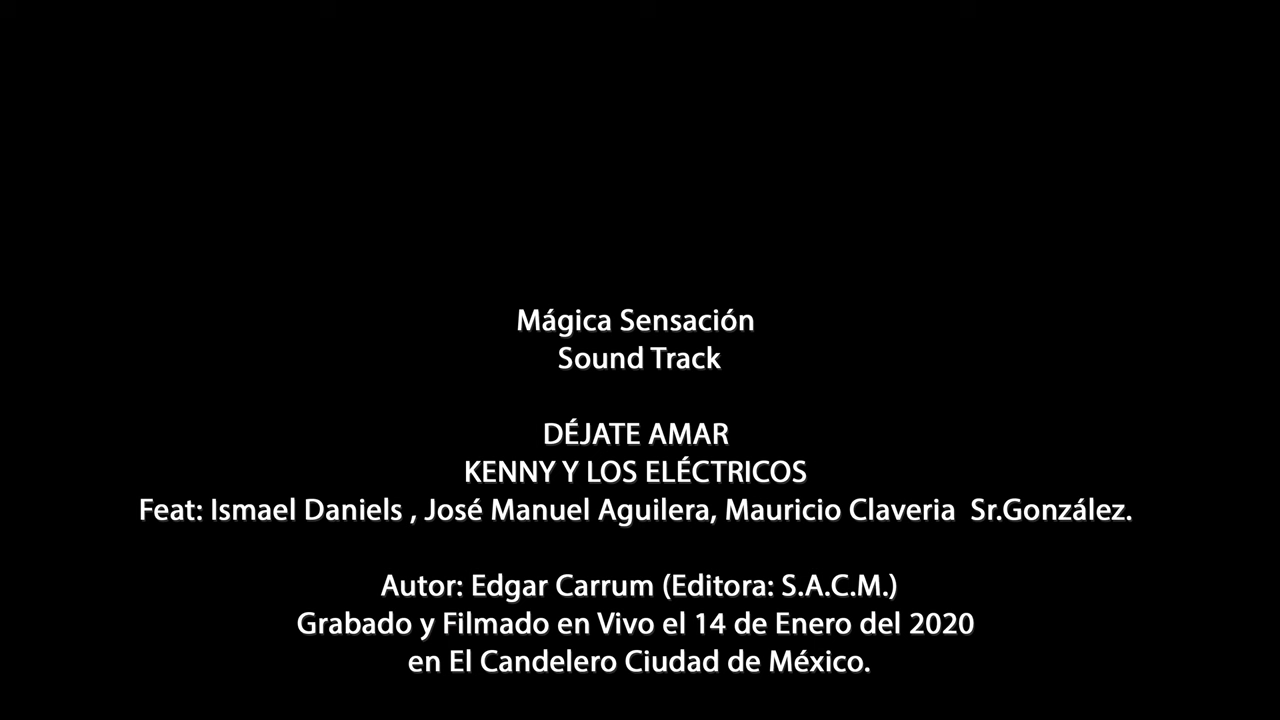 Mágica Sensación
Sound Track
DÉJATE AMAR
KENNY Y LOS ELÉCTRICOS
Feat: Ismael Daniels , José Manuel Aguilera, Mauricio Claveria  Sr.González.
Autor: Edgar Carrum (Editora: S.A.C.M.)
Grabado y Filmado en Vivo el 14 de Enero del 2020
en El Candelero Ciudad de México.